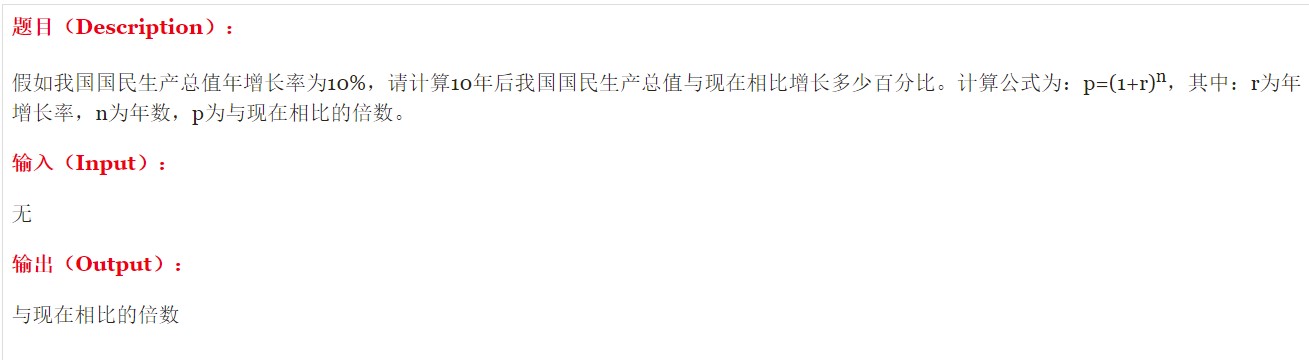 题目（Description）：
假如我国国民生产总值年增长率为10%，请计算10年后我国国民生产总值与现在相比增长多少百分比。计算公式为：p=(1+r)ⁿ，其中：r为年
增长率，n为年数，p为与现在相比的倍数。
输入（Input）：
无
输出（Output）：
与现在相比的倍数